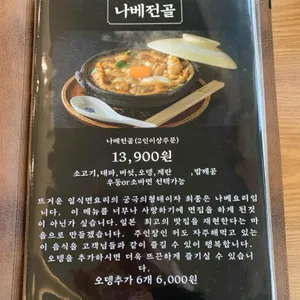 나베전골
나베전골(2인이상주문)
13,900원
소고기,대파,버섯,오뎅,계란 ,밥제공
우동or소바면 선택가능
뜨거운 일식면요리의 궁극의형태이자 최종은 나베요리입니
다. 이 메뉴를 너무나 사랑하기에 면집을 하게 된것
이 아닌가 싶습니다.일본 최고의 맛집을 재현한다는 마
음으로 만들겠습니다. 주인장인 저도 자주해먹고 있는
이 음식을 고객님들과 같이 즐길 수 있어 행복합니다.
오뎅을 추가하시면 더욱 뜨끈하게 즐기실 수 있습니
다.
오뎅추가 6개 6,000원